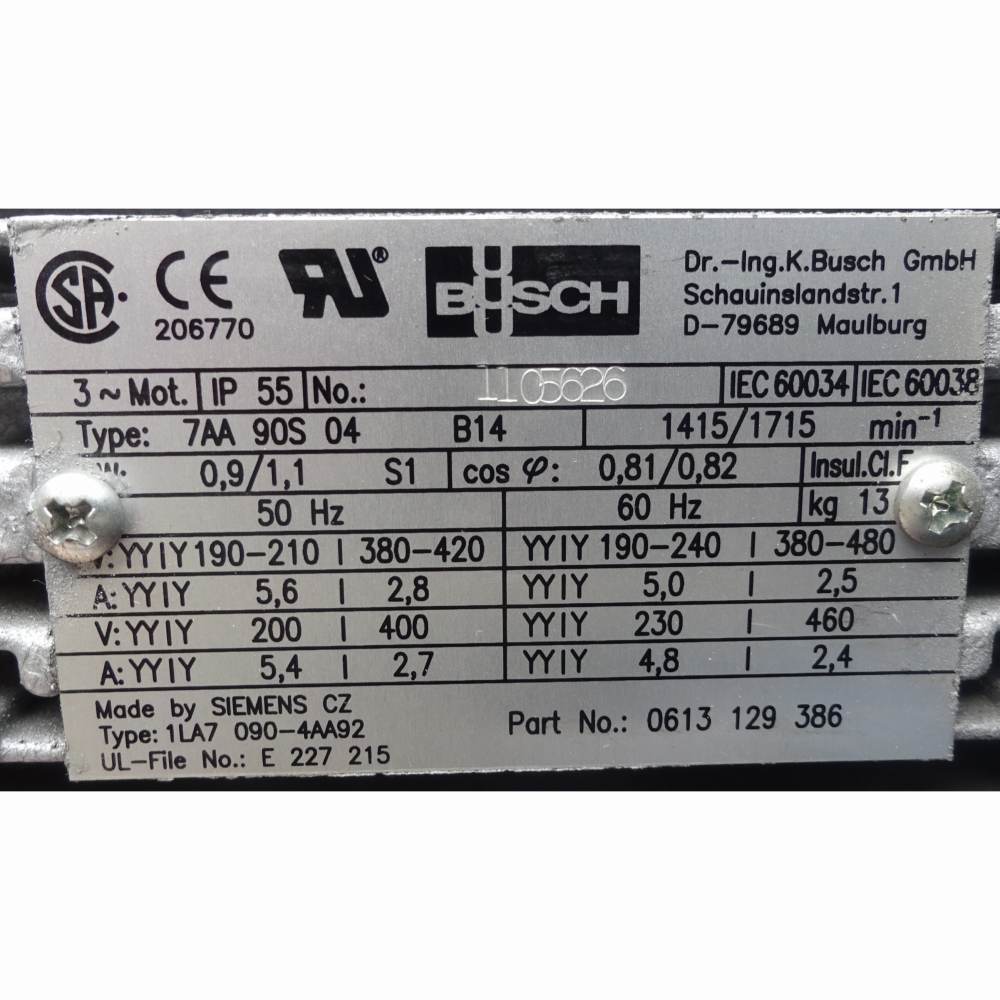 SA® CE RU® BUSCH Dr.-Ing.K.Busch GmbH
206770 Schauinslandstr.1
D-79689 Maulburg
3~Mot. IP 55 No.: 1105626 IEC 60034 IEC 60038
Type: 7AA 90S 04 B14 1415/1715 min-1
W: 0,9/1,1 S1 cos φ: 0,81/0,82 Insul.Cl.F
50 Hz 60 Hz kg 13
V: YY|Y 190-210 | 380-420 YY|Y 190-240 | 380-480
A: YY|Y 5,6 | 2,8 YY|Y 5,0 | 2,5
V: YY|Y 200 | 400 YY|Y 230 | 460
A: YY|Y 5,4 | 2,7 YY|Y 4,8 | 2,4
Made by SIEMENS CZ
Type: 1LA7 090-4AA92 Part No.: 0613 129 386
UL-File No.: E 227 215